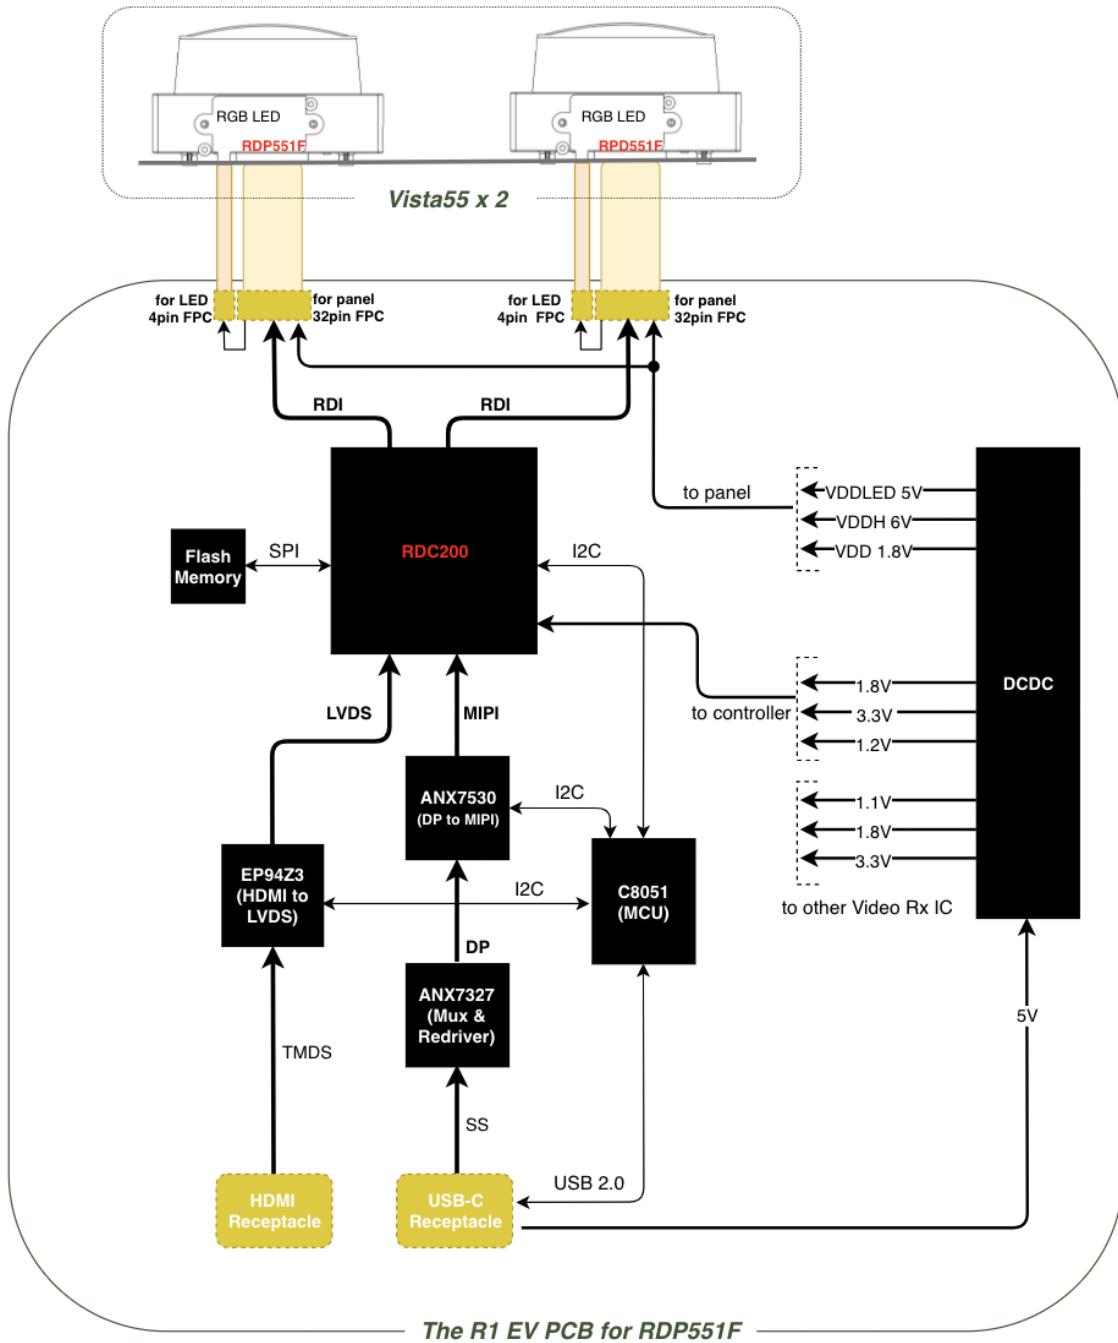 RGB LED
RDP551F
RGB LED
RPD551F
Vista55 x 2
for LED
4pin FPC
for panel
32pin FPC
for LED
4pin  FPC
for panel
32pin FPC
RDI
RDI
to panel
VDDLED 5V
VDDH 6V
VDD 1.8V
Flash
Memory
SPI
RDC200
I2C
DCDC
1.8V
3.3V
1.2V
to controller
LVDS
MIPI
ANX7530
(DP to MIPI)
I2C
1.1V
1.8V
3.3V
to other Video Rx IC
EP94Z3
(HDMI to
LVDS)
I2C
C8051
(MCU)
DP
ANX7327
(Mux &
Redriver)
5V
TMDS
SS
USB 2.0
HDMI
Receptacle
USB-C
Receptacle
The R1 EV PCB for RDP551F